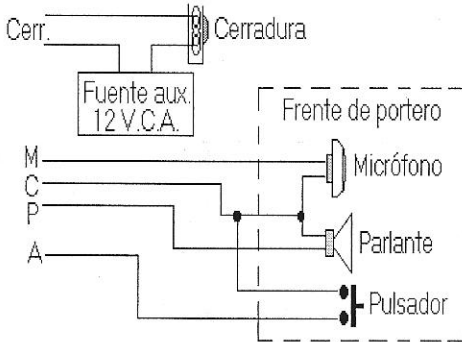 Cerr.
Cerradura
Fuente aux.
12 V.C.A.
Frente de portero
M
Micrófono
C
P
Parlante
A
Pulsador